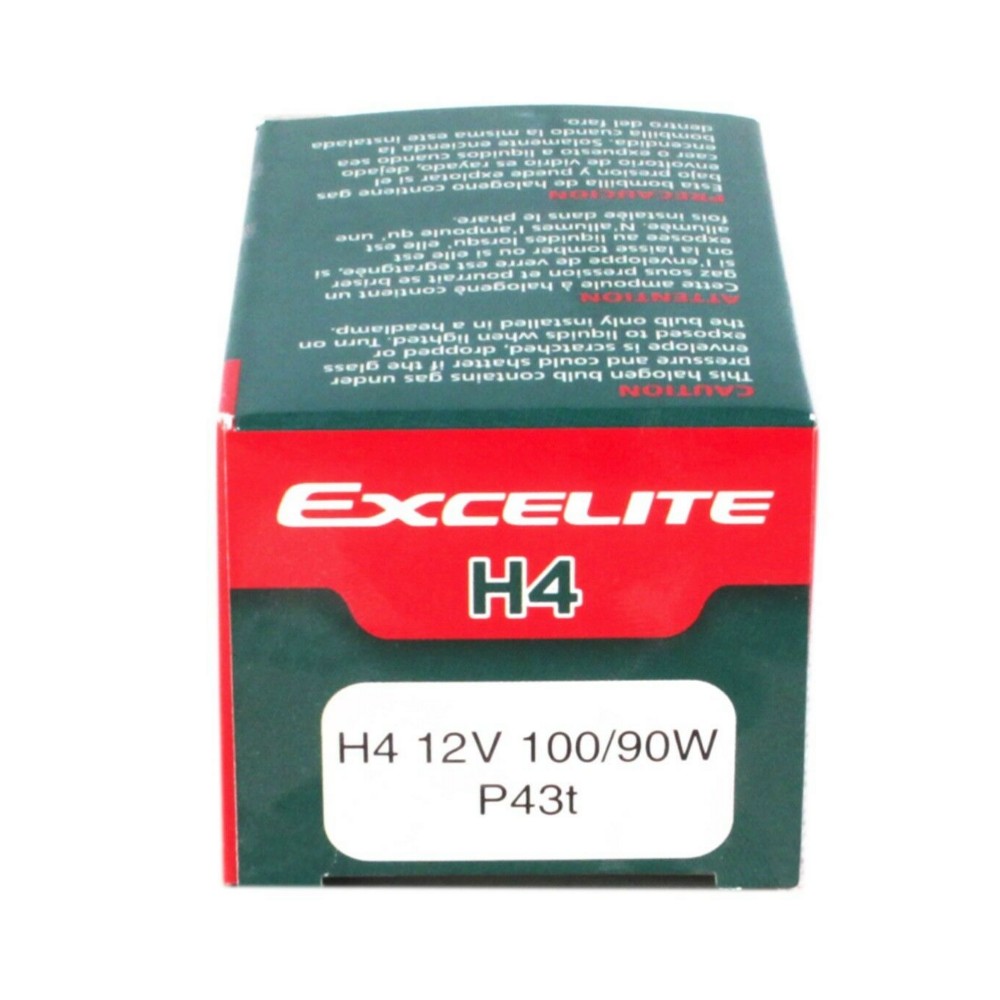 EXCELITE
H4
H4 12V 100/90W
P43t
CAUTION
This halogen bulb contains gas under
pressure and could shatter if the glass
envelope is scratched, dropped or
exposed to liquids when lighted. Turn on
the bulb only installed in a headlamp.
ATTENTION
Cette ampoule à halogenè contient un
gaz sous pression et pourrait se briser
si l'enveloppe de verre est egratgnée, si
on la laisse tomber ou si elle est
exposée au liquides lorsqu' elle est
allumée. N'allumes l'ampoule qu' une
fois instalée dans le phare.
PRECAUCION
Esta bombilla de halogeno contiene gas
bajo presion y puede explotar si el
envoltorio de vidrio es rayado, dejado
caer o expuesto a liquidos cuando sea
encendida. Solamente encienda la
bombilla cuando la misma este instalada
dentro del faro.